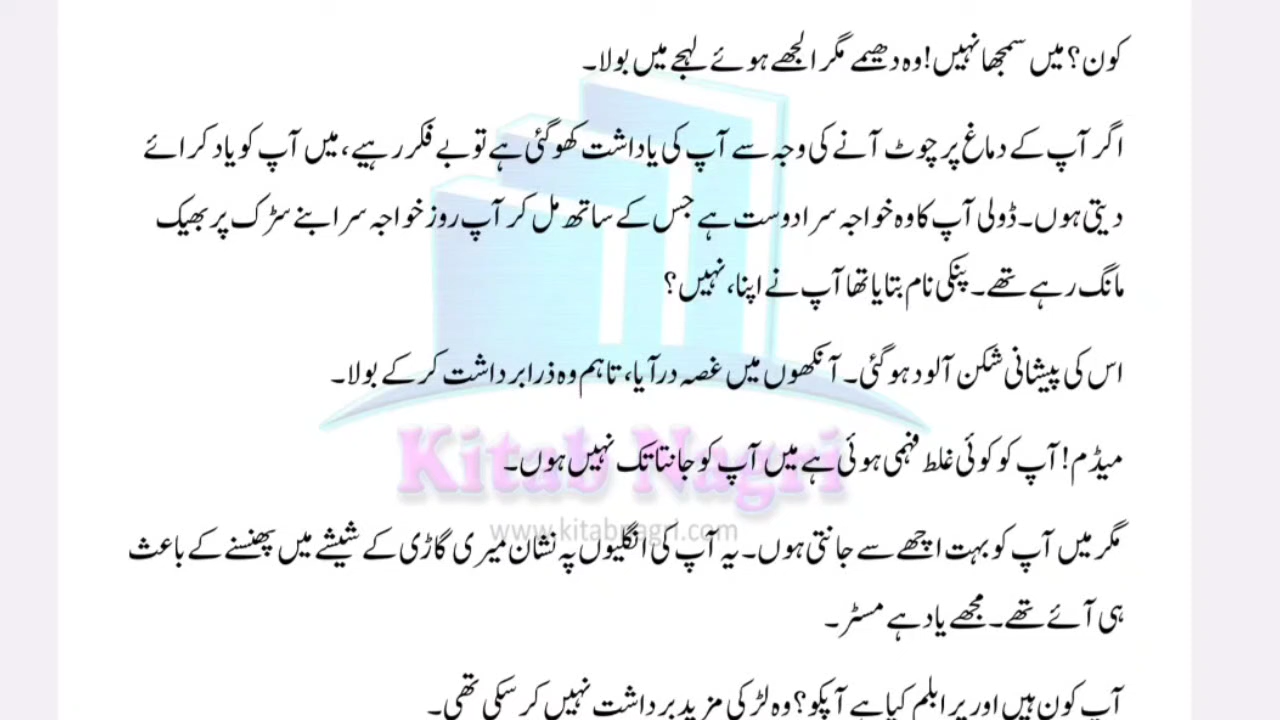 کون؟ میں سمجھا نہیں! وہ دھیمے مگر الجھے ہوئے لہجے میں بولا۔
اگر آپ کے دماغ پر چوٹ آنے کی وجہ سے آپ کی یاداشت کھو گئی ہے تو بے فکر رہیے، میں آپ کو یاد کرائے
دیتی ہوں۔ ڈولی آپ کا وہ خواجہ سرا دوست ہے جس کے ساتھ مل کر آپ روز خواجہ سرا بنے سڑک پر بھیک
مانگ رہے تھے۔ پنکی نام بتایا تھا آپ نے اپنا، نہیں؟
اس کی پیشانی شکن آلود ہو گئی۔ آنکھوں میں غصہ در آیا، تاہم وہ ذرا برداشت کر کے بولا۔
میڈم! آپ کو کوئی غلط فہمی ہوئی ہے میں آپ کو جانتا تک نہیں ہوں۔
Kitab Nagri
www.kitabnagri.com
مگر میں آپ کو بہت اچھے سے جانتی ہوں۔ یہ آپ کی انگلیوں پہ نشان میری گاڑی کے شیشے میں پھنسنے کے باعث
ہی آئے تھے۔ مجھے یاد ہے مسٹر۔
آپ کون ہیں اور پرابلم کیا ہے آپکو؟ وہ لڑکی مزید برداشت نہیں کر سکی تھی۔